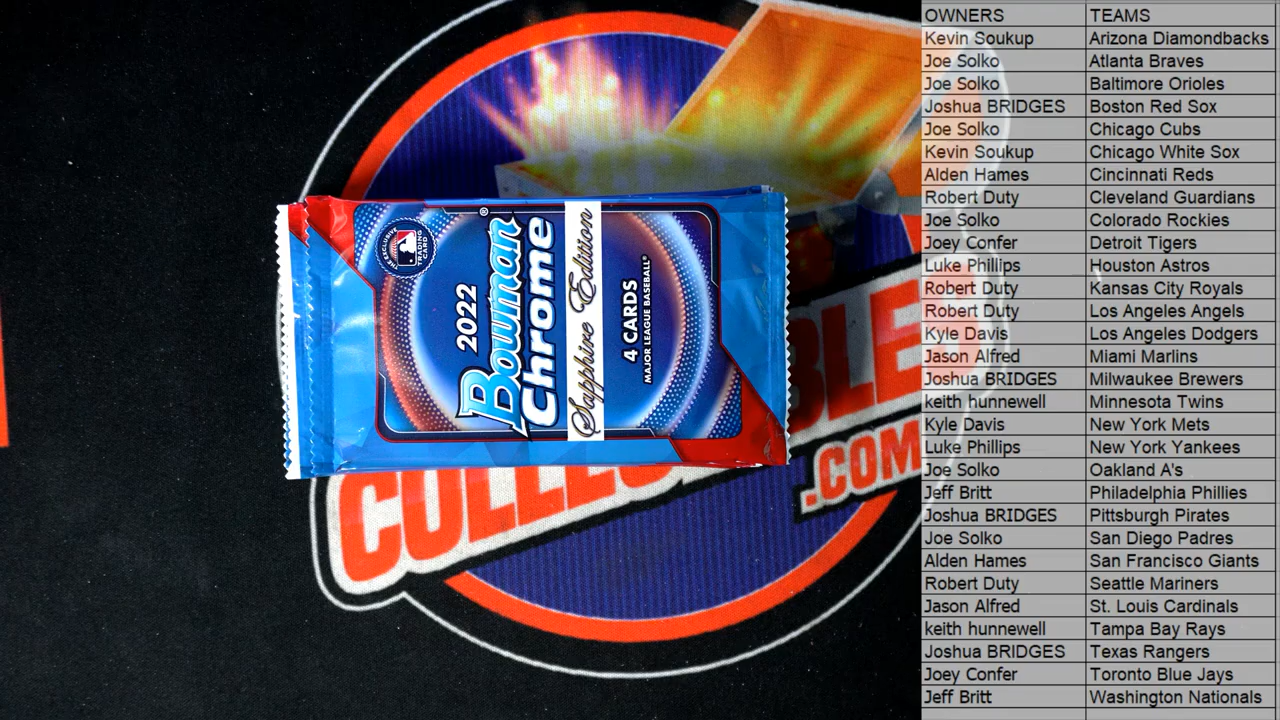 OWNERS TEAMS
Kevin Soukup Arizona Diamondbacks
Joe Solko Atlanta Braves
Joe Solko Baltimore Orioles
Joshua BRIDGES Boston Red Sox
Joe Solko Chicago Cubs
Kevin Soukup Chicago White Sox
Alden Hames Cincinnati Reds
Robert Duty Cleveland Guardians
Joe Solko Colorado Rockies
Joey Confer Detroit Tigers
Luke Phillips Houston Astros
Robert Duty Kansas City Royals
Robert Duty Los Angeles Angels
Kyle Davis Los Angeles Dodgers
Jason Alfred Miami Marlins
Joshua BRIDGES Milwaukee Brewers
keith hunnewell Minnesota Twins
Kyle Davis New York Mets
Luke Phillips New York Yankees
Joe Solko Oakland A's
Jeff Britt Philadelphia Phillies
Joshua BRIDGES Pittsburgh Pirates
Joe Solko San Diego Padres
Alden Hames San Francisco Giants
Robert Duty Seattle Mariners
Jason Alfred St. Louis Cardinals
keith hunnewell Tampa Bay Rays
Joshua BRIDGES Texas Rangers
Joey Confer Toronto Blue Jays
Jeff Britt Washington Nationals
2022
Bowman®
Chrome
Sapphire Edition
4 CARDS
MAJOR LEAGUE BASEBALL®
.COM